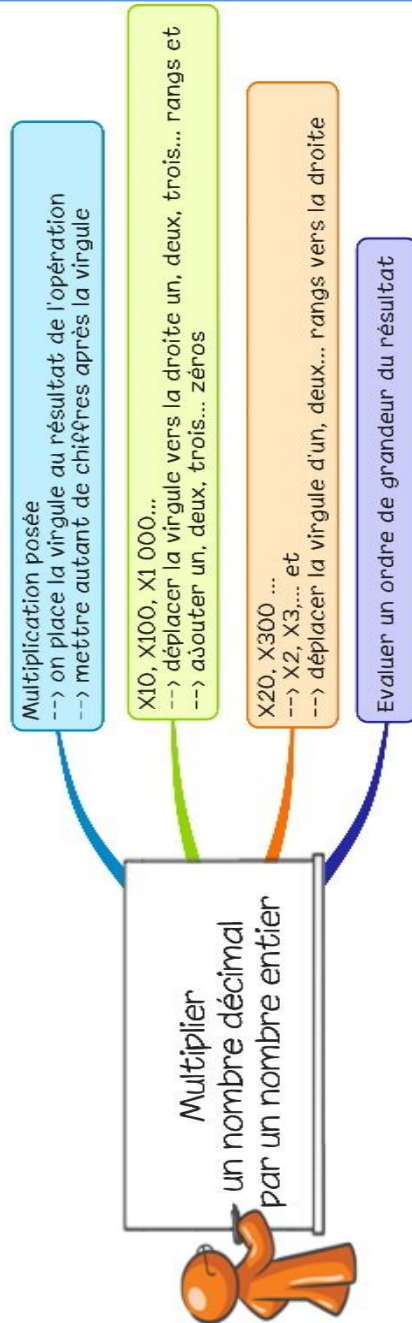 Multiplier
un nombre décimal
par un nombre entier
Multiplication posée
--> on place la virgule au résultat de l'opération
--> mettre autant de chiffres après la virgule
X10, X100, X1 000...
--> déplacer la virgule vers la droite un, deux, trois... rangs et
--> ajouter un, deux, trois... zéros
X20, X300 ...
--> X2, X3,... et
--> déplacer la virgule d'un, deux... rangs vers la droite
Evaluer un ordre de grandeur du résultat